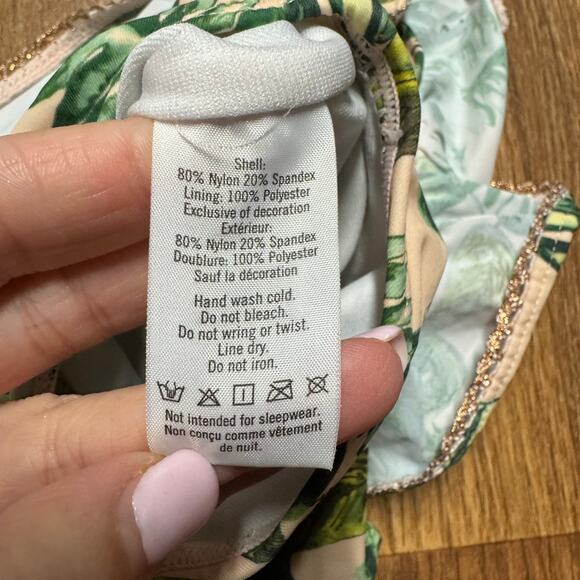 Shell:
80% Nylon 20% Spandex
Lining: 100% Polyester
Exclusive of decoration
Extérieur:
80% Nylon 20% Spandex
Doublure: 100% Polyester
Sauf la décoration
Hand wash cold.
Do not bleach.
Do not wring or twist.
Line dry.
Do not iron.
Not intended for sleepwear.
Non conçu comme vêtement
de nuit.